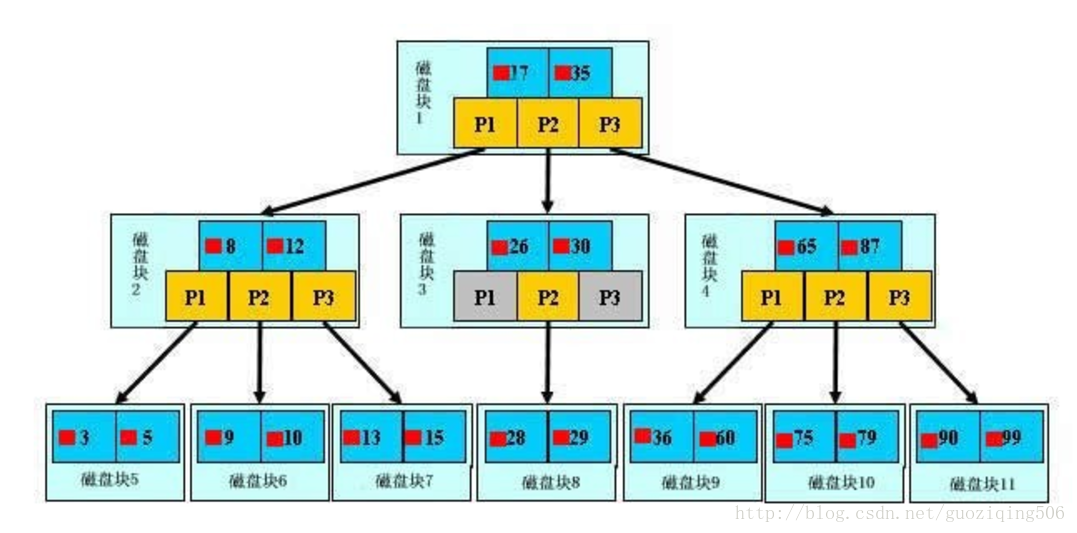 磁盘块1
17 35
P1 P2 P3
磁盘块2
8 12
P1 P2 P3
磁盘块3
26 30
P1 P2 P3
磁盘块4
65 87
P1 P2 P3
3 5
磁盘块5
9 10
磁盘块6
13 15
磁盘块7
28 29
磁盘块8
36 60
磁盘块9
75 79
磁盘块10
90 99
磁盘块11
http://blog.csdn.net/guoziqing506